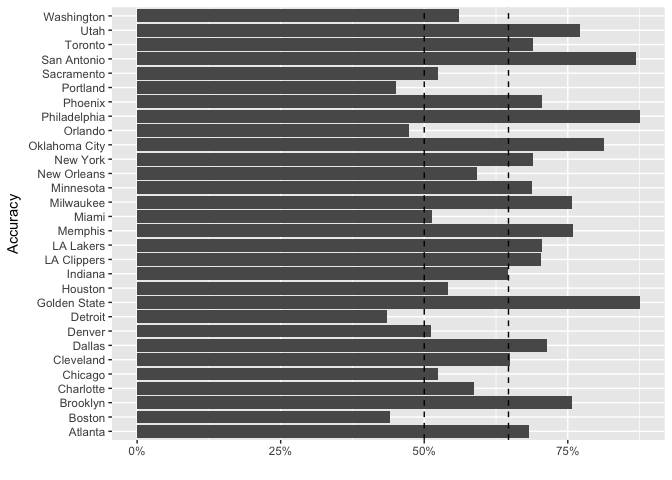 Accuracy
Washington
Utah
Toronto
San Antonio
Sacramento
Portland
Phoenix
Philadelphia
Orlando
Oklahoma City
New York
New Orleans
Minnesota
Milwaukee
Miami
Memphis
LA Lakers
LA Clippers
Indiana
Houston
Golden State
Detroit
Denver
Dallas
Cleveland
Chicago
Charlotte
Brooklyn
Boston
Atlanta
0% 25% 50% 75%